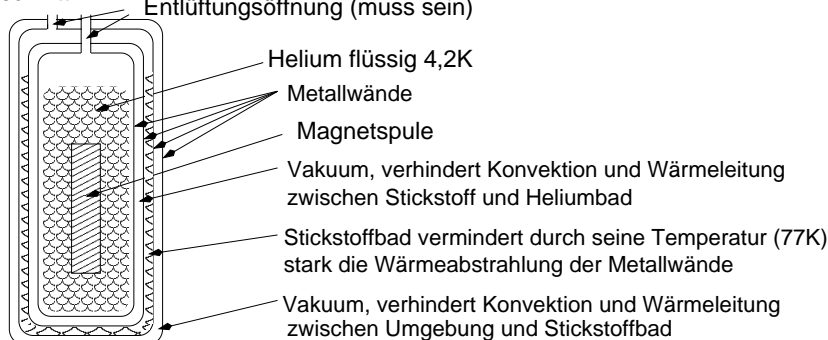 Entlüftungsöffnung (muss sein)
Helium flüssig 4,2K
Metallwände
Magnetspule
Vakuum, verhindert Konvektion und Wärmeleitung
zwischen Stickstoff und Heliumbad
Stickstoffbad vermindert durch seine Temperatur (77K)
stark die Wärmeabstrahlung der Metallwände
Vakuum, verhindert Konvektion und Wärmeleitung
zwischen Umgebung und Stickstoffbad